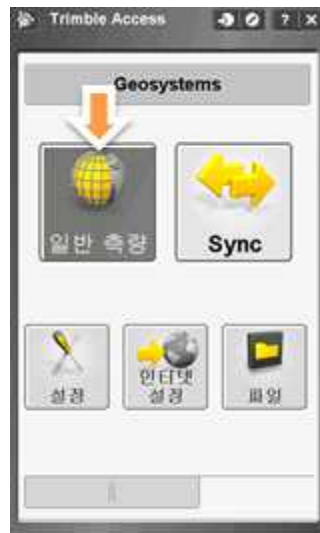 Trimble Access
? X
Geosystems
일반 측량
Sync
설정
인터넷
설정
파일